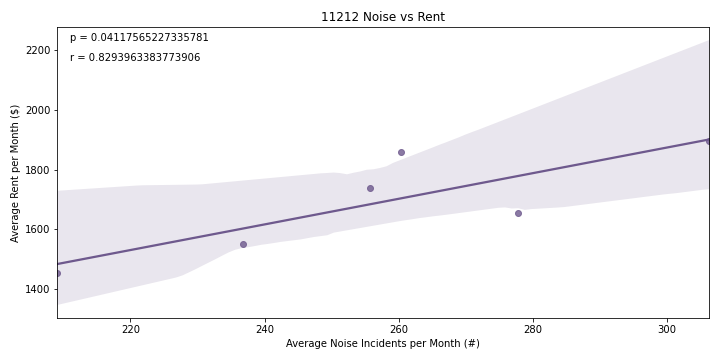 11212 Noise vs Rent
p = 0.04117565227335781
r = 0.8293963383773906
2200
2000
1800
1600
1400
Average Rent per Month ($)
220 240 260 280 300
Average Noise Incidents per Month (#)